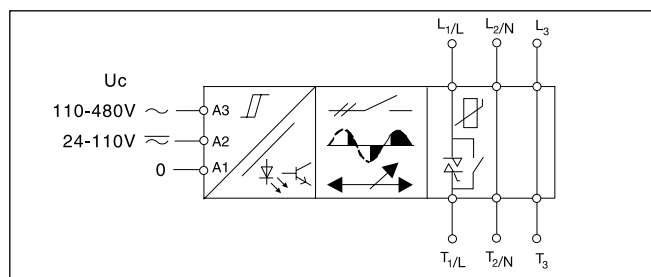 L1/L L2/N L3
Uc
110-480V ~ A3
24-110V ⎓ A2
0 A1
T1/L T2/N T3